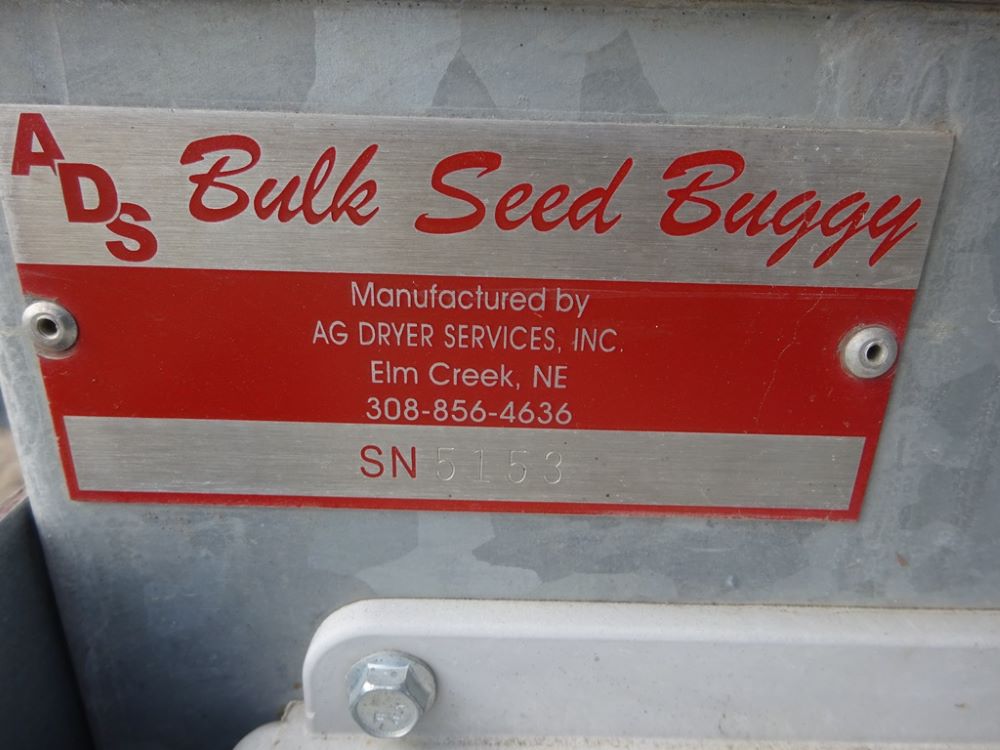 ADS Bulk Seed Buggy
Manufactured by
AG DRYER SERVICES, INC.
Elm Creek, NE
308-856-4636
SN 5153